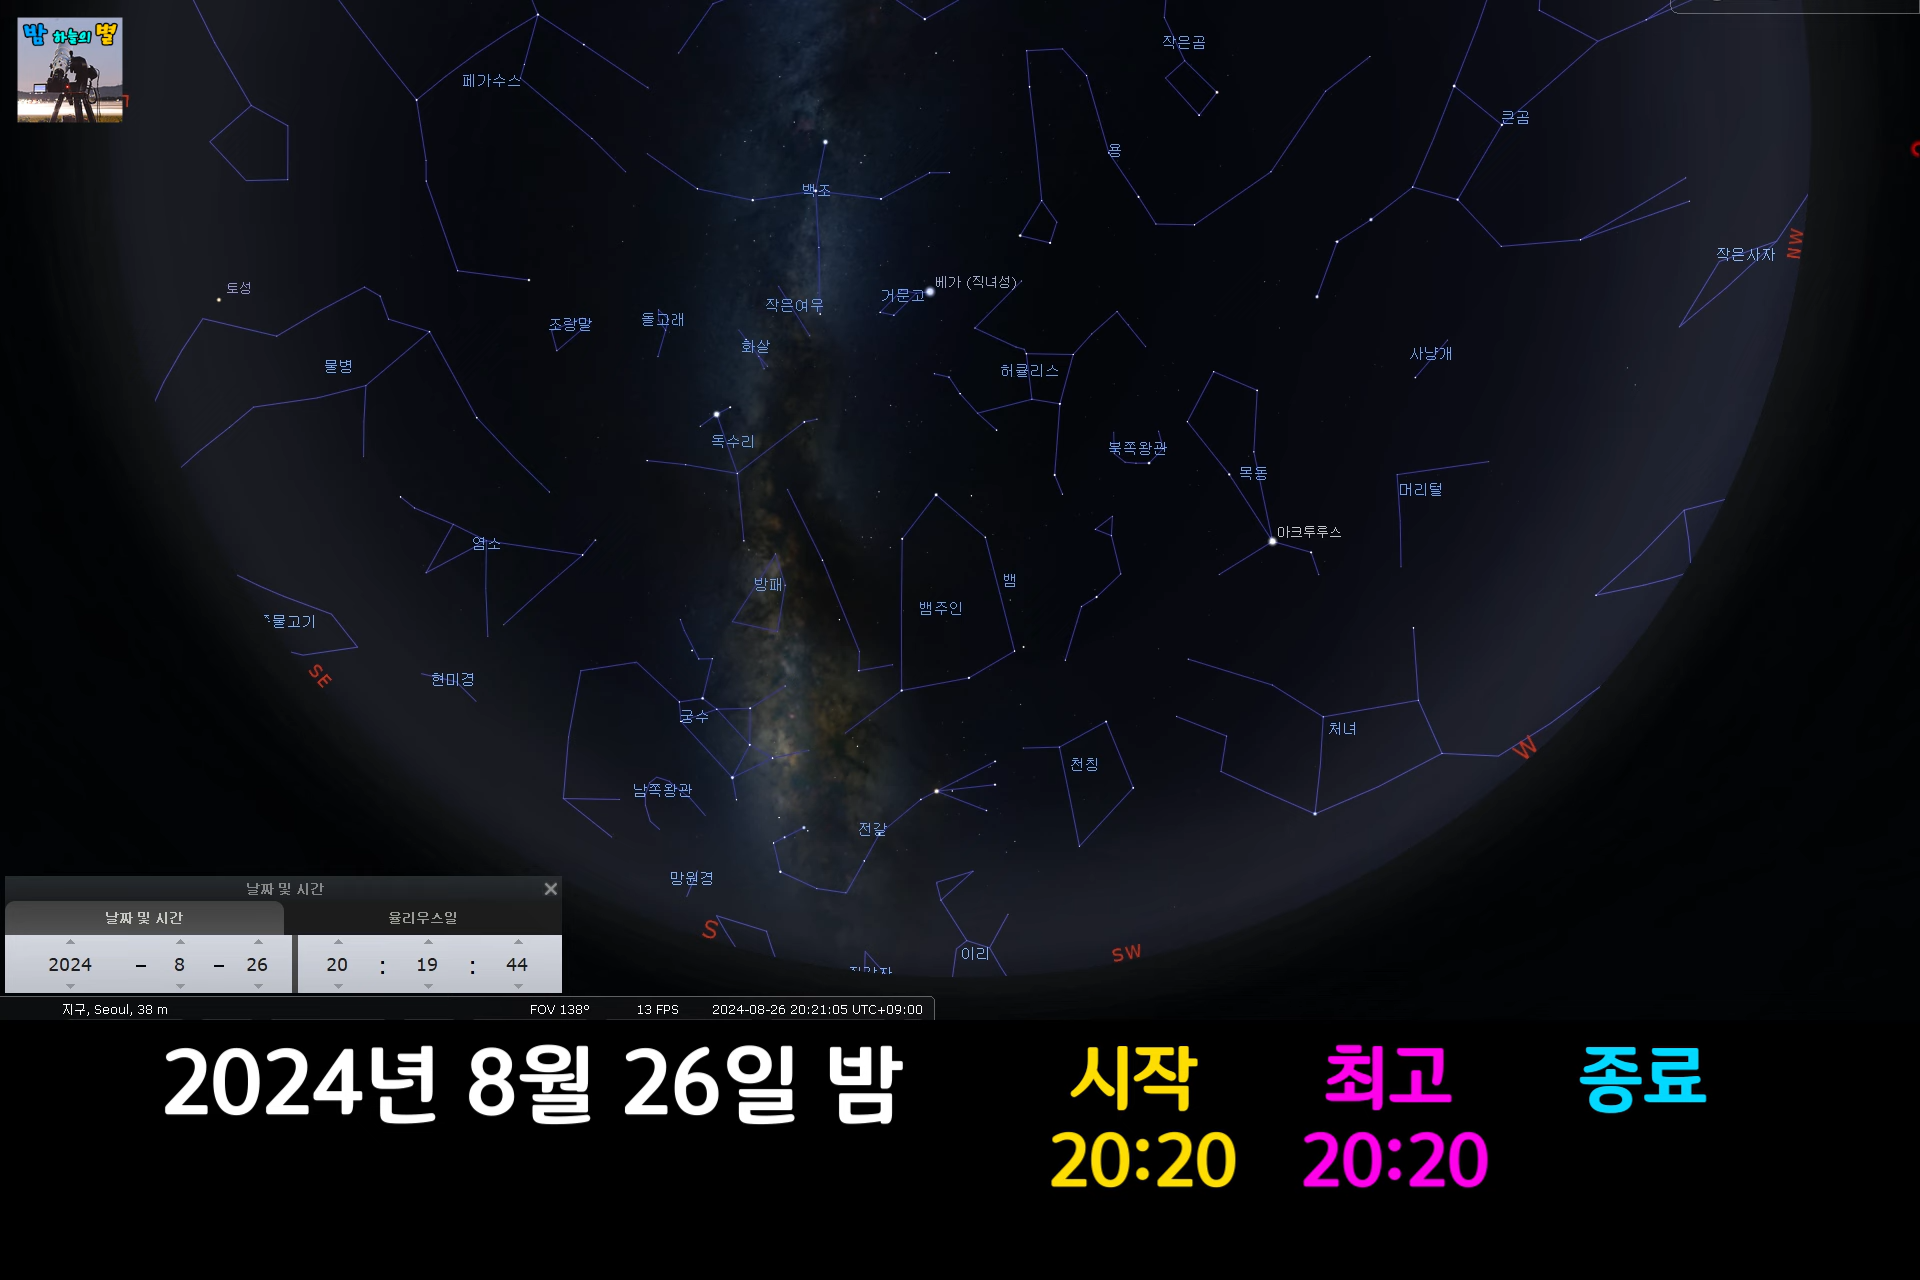 밤 하늘의 별
페가수스
작은곰
큰곰
용
백조
작은사자
NW
토성
베가 (직녀성)
거문고
작은여우
조랑말
돌고래
화살
사냥개
물병
허큘리스
독수리
북쪽왕관
목동
머리털
아크투루스
염소
방패
뱀
뱀주인
물고기
SE
현미경
궁수
처녀
W
천칭
남쪽왕관
전갈
망원경
S
이리
SW
날짜 및 시간
날짜 및 시간 율리우스일
2024 - 8 - 26 20 : 19 : 44
지구, Seoul, 38 m FOV 138° 13 FPS 2024-08-26 20:21:05 UTC+09:00
2024년 8월 26일 밤 시작 최고 종료
20:20 20:20